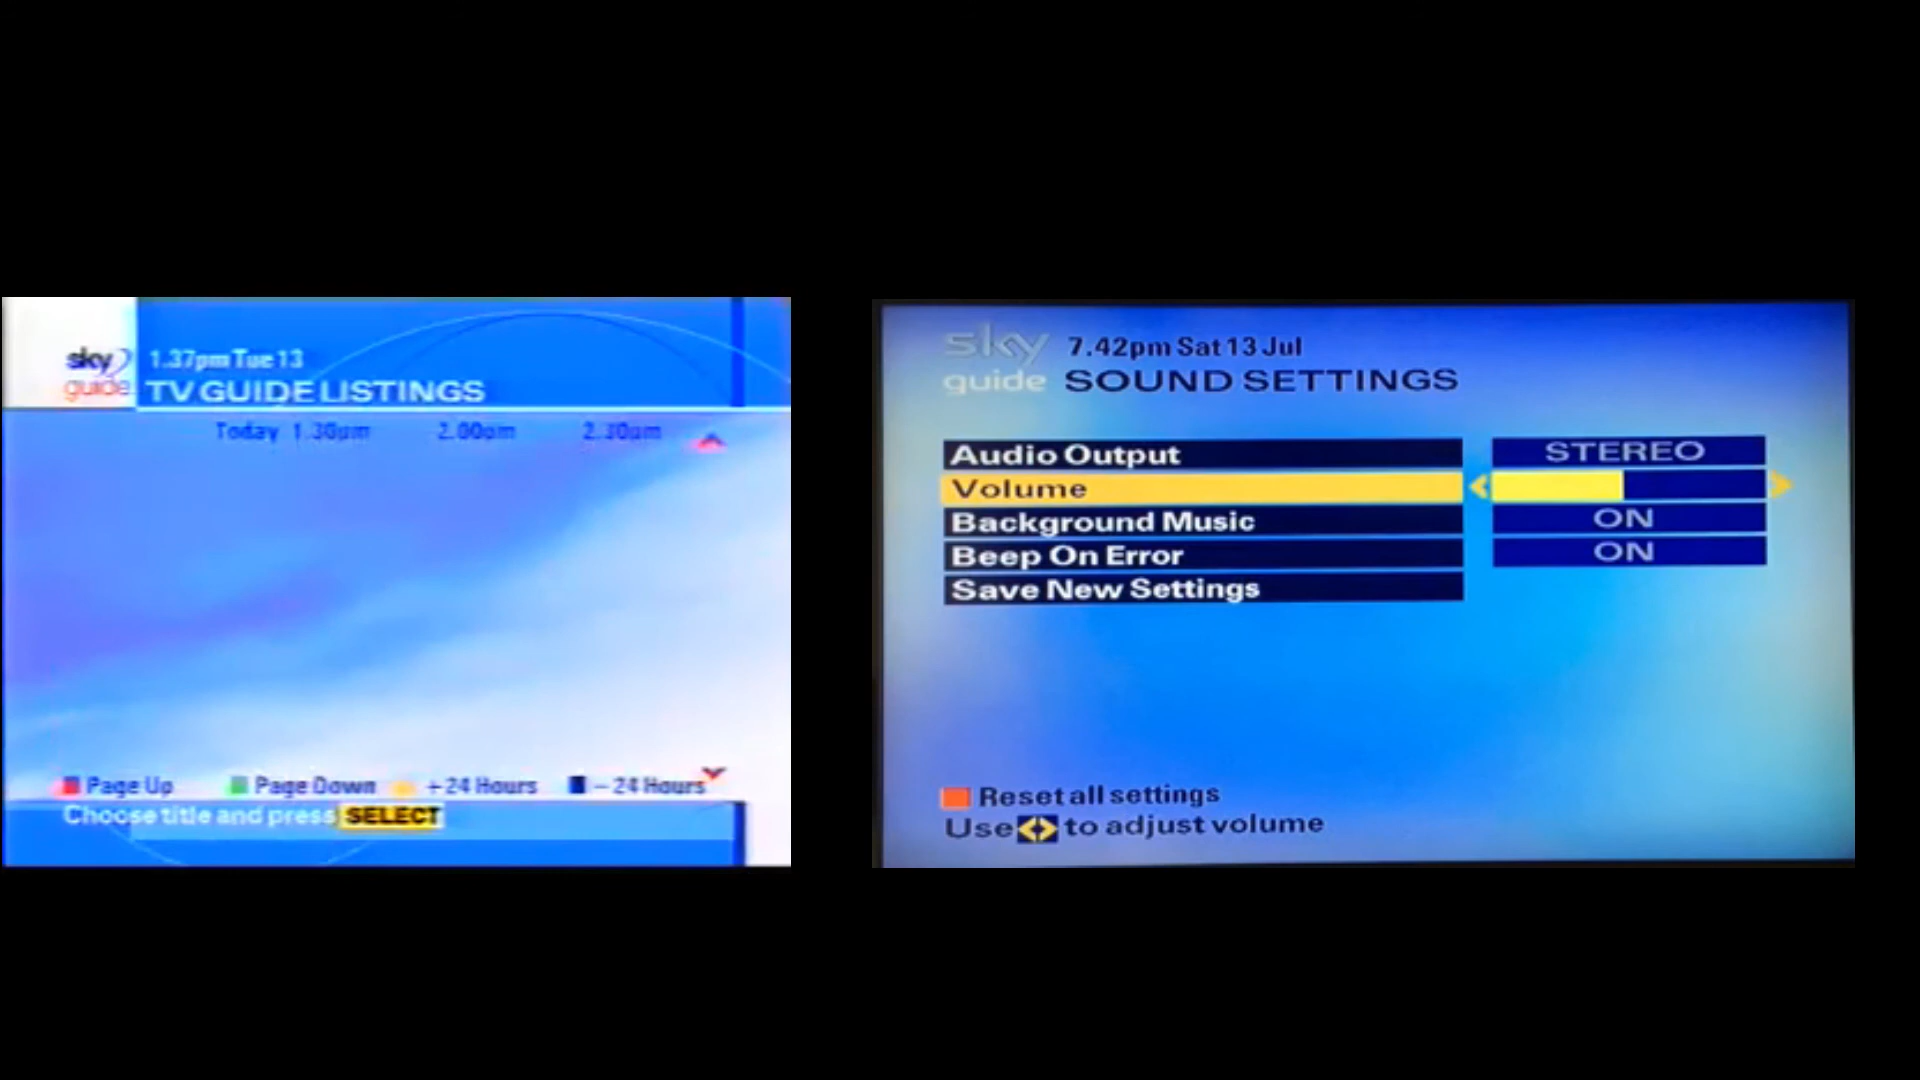 sky
guide
1.37pm Tue 13
TV GUIDE LISTINGS
Today 1.30pm 2.00pm 2.30pm
Page Up Page Down +24 Hours -24 Hours
Choose title and press SELECT
sky
guide
7.42pm Sat 13 Jul
SOUND SETTINGS
Audio Output STEREO
Volume
Background Music ON
Beep On Error ON
Save New Settings
Reset all settings
Use to adjust volume